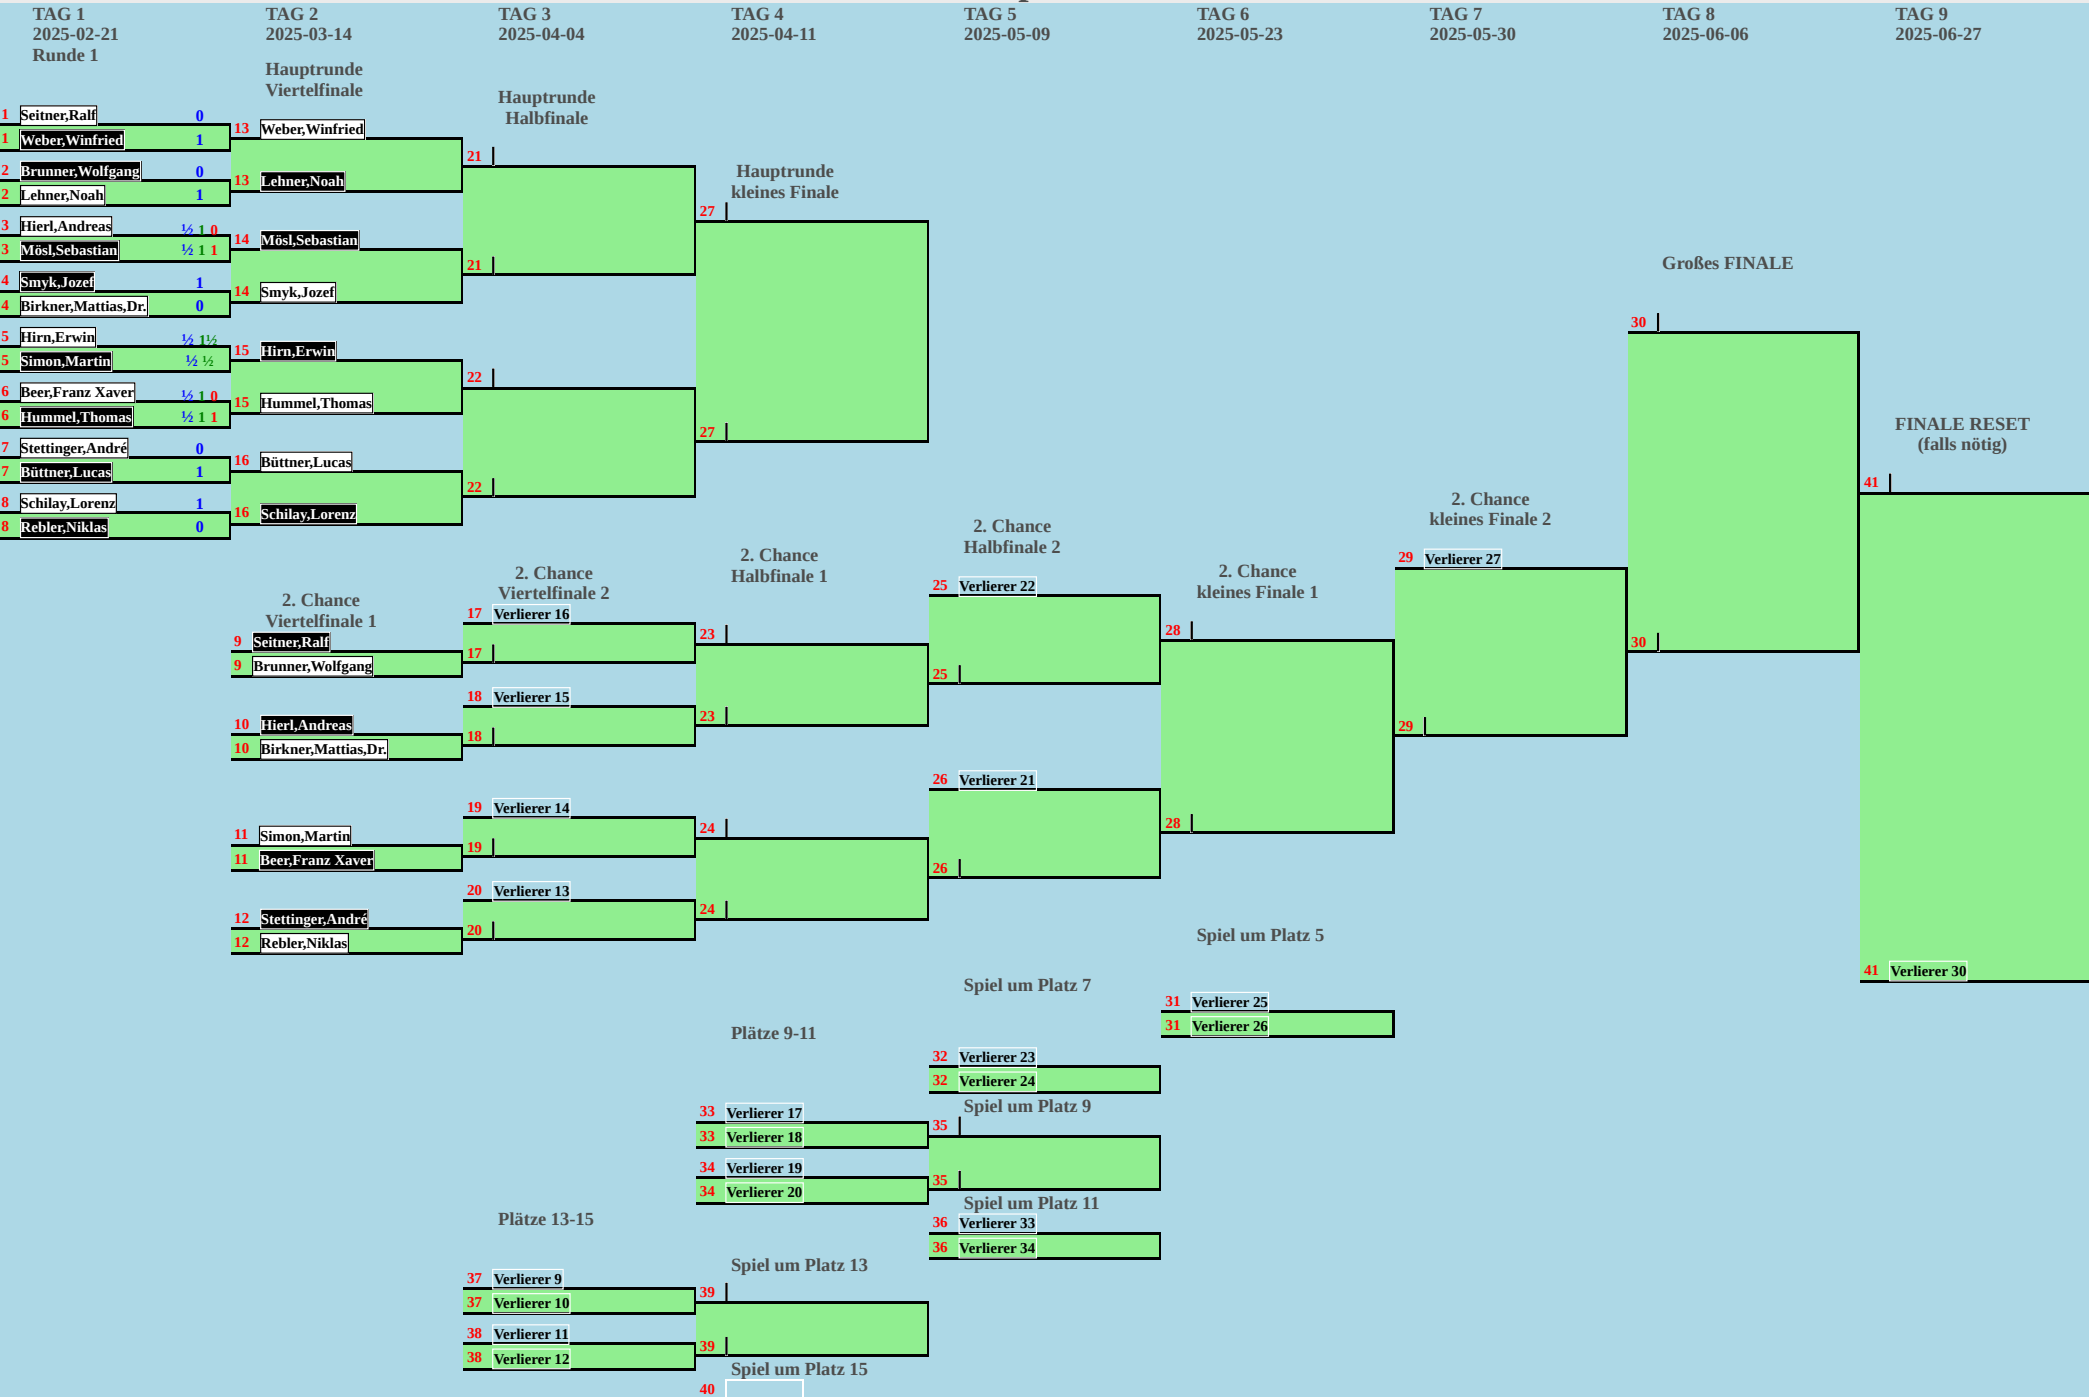 TAG 1
2025-02-21
Runde 1
1 Seitner,Ralf 0
1 Weber,Winfried 1
2 Brunner,Wolfgang 0
2 Lehner,Noah 1
3 Hierl,Andreas ½ 1 0
3 Mösl,Sebastian ½ 1 1
4 Smyk,Jozef 1
4 Birkner,Mattias,Dr. 0
5 Hirn,Erwin ½ 1½
5 Simon,Martin ½ ½
6 Beer,Franz Xaver ½ 1 0
6 Hummel,Thomas ½ 1 1
7 Stettinger,André 0
7 Büttner,Lucas 1
8 Schilay,Lorenz 1
8 Rebler,Niklas 0
TAG 2
2025-03-14
Hauptrunde
Viertelfinale
13 Weber,Winfried
13 Lehner,Noah
14 Mösl,Sebastian
14 Smyk,Jozef
15 Hirn,Erwin
15 Hummel,Thomas
16 Büttner,Lucas
16 Schilay,Lorenz
2. Chance
Viertelfinale 1
9 Seitner,Ralf
9 Brunner,Wolfgang
10 Hierl,Andreas
10 Birkner,Mattias,Dr.
11 Simon,Martin
11 Beer,Franz Xaver
12 Stettinger,André
12 Rebler,Niklas
TAG 3
2025-04-04
Hauptrunde
Halbfinale
21
21
22
22
2. Chance
Viertelfinale 2
17 Verlierer 16
17
18 Verlierer 15
18
19 Verlierer 14
19
20 Verlierer 13
20
Plätze 13-15
37 Verlierer 9
37 Verlierer 10
38 Verlierer 11
38 Verlierer 12
TAG 4
2025-04-11
Hauptrunde
kleines Finale
27
27
2. Chance
Halbfinale 1
23
23
24
24
Plätze 9-11
33 Verlierer 17
33 Verlierer 18
34 Verlierer 19
34 Verlierer 20
Spiel um Platz 13
39
39
Spiel um Platz 15
40
TAG 5
2025-05-09
2. Chance
Halbfinale 2
25 Verlierer 22
25
26 Verlierer 21
26
Spiel um Platz 7
32 Verlierer 23
32 Verlierer 24
Spiel um Platz 9
35
35
Spiel um Platz 11
36 Verlierer 33
36 Verlierer 34
TAG 6
2025-05-23
2. Chance
kleines Finale 1
28
28
Spiel um Platz 5
31 Verlierer 25
31 Verlierer 26
TAG 7
2025-05-30
2. Chance
kleines Finale 2
29 Verlierer 27
29
TAG 8
2025-06-06
Großes FINALE
30
30
TAG 9
2025-06-27
FINALE RESET
(falls nötig)
41
41 Verlierer 30